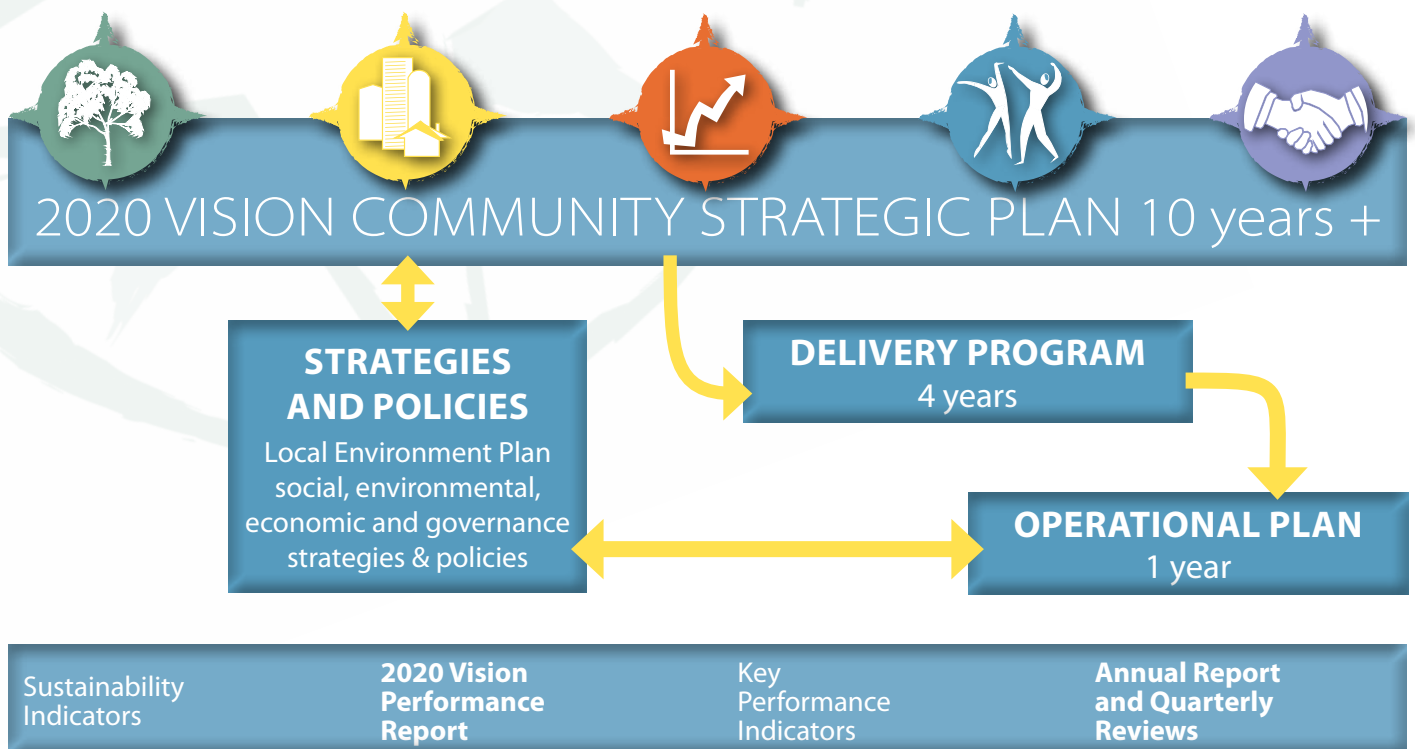 2020 VISION COMMUNITY STRATEGIC PLAN 10 years +
STRATEGIES
AND POLICIES
Local Environment Plan
social, environmental,
economic and governance
strategies & policies
DELIVERY PROGRAM
4 years
OPERATIONAL PLAN
1 year
Sustainability
Indicators
2020 Vision
Performance
Report
Key
Performance
Indicators
Annual Report
and Quarterly
Reviews